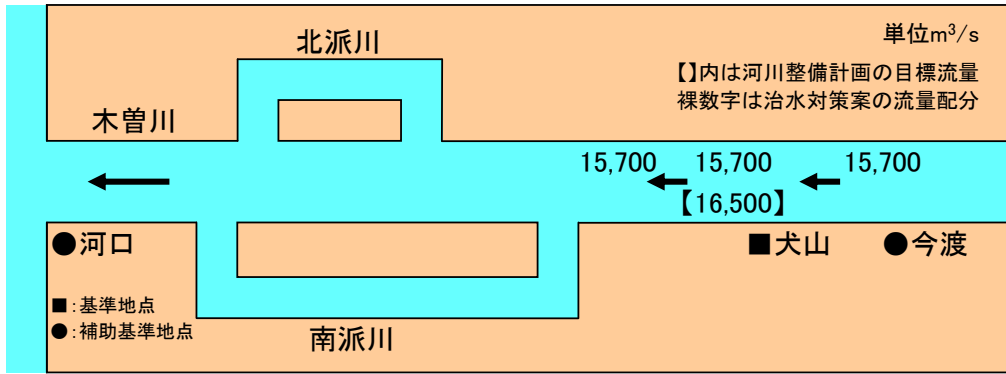 北派川
単位m³/s
【】内は河川整備計画の目標流量
裸数字は治水対策案の流量配分
木曽川
15,700 15,700 15,700
【16,500】
●河口 ■犬山 ●今渡
■:基準地点
●:補助基準地点
南派川